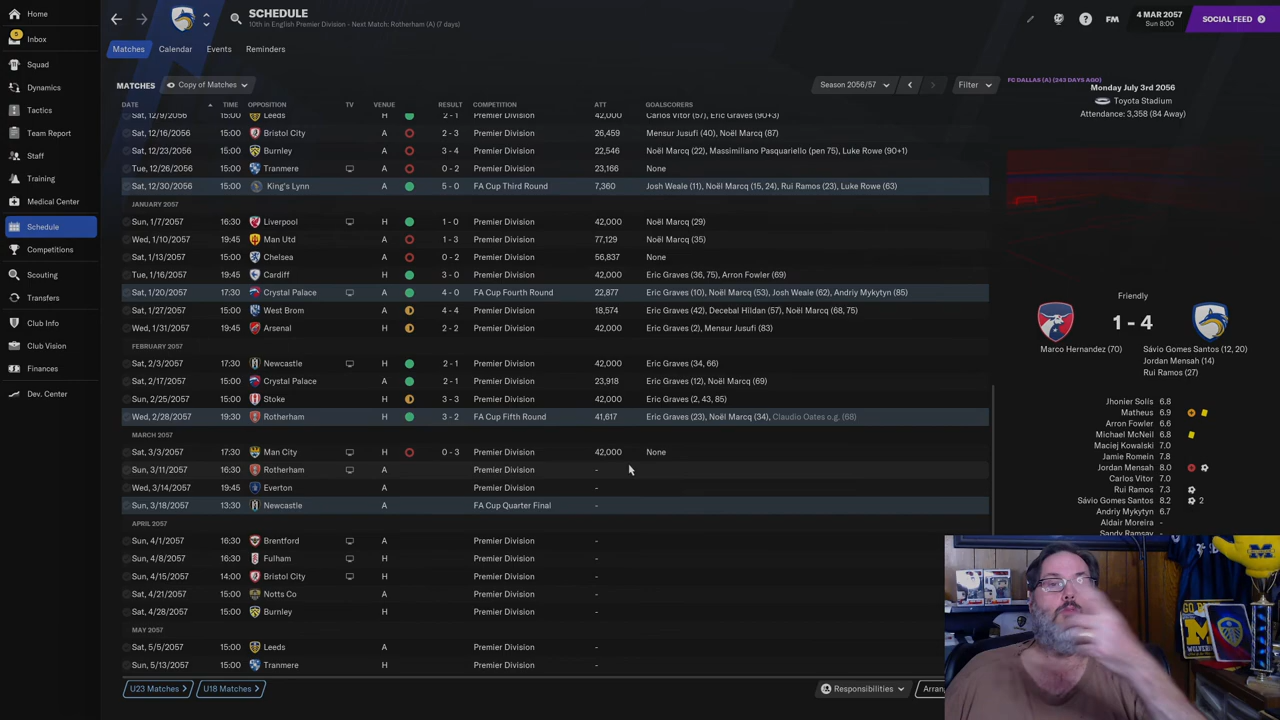 Home
SCHEDULE
10th in English Premier Division - Next Match: Rotherham (A) (7 days)
FM
4 MAR 2057
Sun 8:00
SOCIAL FEED
5
Inbox
Squad
Dynamics
Tactics
Team Report
Staff
Training
Medical Center
Schedule
Competitions
Scouting
Transfers
Club Info
Club Vision
Finances
Dev. Center
Matches Calendar Events Reminders
MATCHES Copy of Matches Season 2056/57 Filter
DATE TIME OPPOSITION TV VENUE RESULT COMPETITION ATT GOALSCORERS
Sat, 12/9/2056 15:00 Leeds H 2 - 1 Premier Division 42,000 Carlos Vitor (57), Eric Graves (90+3)
Sat, 12/16/2056 15:00 Bristol City A 2 - 3 Premier Division 26,459 Mensur Jusufi (40), Noël Marcq (87)
Sat, 12/23/2056 15:00 Burnley A 3 - 4 Premier Division 22,546 Noël Marcq (22), Massimiliano Pasquariello (pen 75), Luke Rowe (90+1)
Tue, 12/26/2056 15:00 Tranmere A 0 - 2 Premier Division 23,166 None
Sat, 12/30/2056 15:00 King's Lynn A 5 - 0 FA Cup Third Round 7,360 Josh Weale (11), Noël Marcq (15, 24), Rui Ramos (23), Luke Rowe (63)
JANUARY 2057
Sun, 1/7/2057 16:30 Liverpool H 1 - 0 Premier Division 42,000 Noël Marcq (29)
Wed, 1/10/2057 19:45 Man Utd A 1 - 3 Premier Division 77,129 Noël Marcq (35)
Sat, 1/13/2057 15:00 Chelsea A 0 - 2 Premier Division 56,837 None
Tue, 1/16/2057 19:45 Cardiff H 3 - 0 Premier Division 42,000 Eric Graves (36, 75), Arron Fowler (69)
Sat, 1/20/2057 17:30 Crystal Palace A 4 - 0 FA Cup Fourth Round 22,877 Eric Graves (10), Noël Marcq (53), Josh Weale (62), Andriy Mykytyn (85)
Sat, 1/27/2057 15:00 West Brom A 4 - 4 Premier Division 18,574 Eric Graves (42), Decebal Hildan (57), Noël Marcq (68, 75)
Wed, 1/31/2057 19:45 Arsenal H 2 - 2 Premier Division 42,000 Eric Graves (2), Mensur Jusufi (83)
FEBRUARY 2057
Sat, 2/3/2057 17:30 Newcastle H 2 - 1 Premier Division 42,000 Eric Graves (34, 66)
Sat, 2/17/2057 15:00 Crystal Palace A 2 - 1 Premier Division 23,918 Eric Graves (12), Noël Marcq (69)
Sun, 2/25/2057 15:00 Stoke H 3 - 3 Premier Division 42,000 Eric Graves (2, 43, 85)
Wed, 2/28/2057 19:30 Rotherham H 3 - 2 FA Cup Fifth Round 41,617 Eric Graves (23), Noël Marcq (34), Claudio Oates o.g. (68)
MARCH 2057
Sat, 3/3/2057 17:30 Man City H 0 - 3 Premier Division 42,000 None
Sun, 3/11/2057 16:30 Rotherham A Premier Division -
Wed, 3/14/2057 19:45 Everton A Premier Division -
Sun, 3/18/2057 13:30 Newcastle A FA Cup Quarter Final -
APRIL 2057
Sun, 4/1/2057 16:30 Brentford A Premier Division -
Sun, 4/8/2057 16:30 Fulham H Premier Division -
Sun, 4/15/2057 14:00 Bristol City H Premier Division -
Sat, 4/21/2057 15:00 Notts Co A Premier Division -
Sat, 4/28/2057 15:00 Burnley H Premier Division -
MAY 2057
Sat, 5/5/2057 15:00 Leeds A Premier Division -
Sun, 5/13/2057 15:00 Tranmere H Premier Division -
U23 Matches U18 Matches Responsibilities
FC DALLAS (A) (243 DAYS AGO)
Monday July 3rd 2056
Toyota Stadium
Attendance: 3,358 (84 Away)
Friendly
1 - 4
Marco Hernandez (70)
Sávio Gomes Santos (12, 20)
Jordan Mensah (14)
Rui Ramos (27)
Jhonier Solis 6.8
Matheus 6.9
Arron Fowler 6.6
Michael McNeil 6.8
Maciej Kowalski 7.0
Jamie Romein 7.8
Jordan Mensah 8.0
Carlos Vitor 7.0
Rui Ramos 7.3
Sávio Gomes Santos 8.2 2
Andriy Mykytyn 6.7
Aldair Moreira -
Sandy Ramsay -